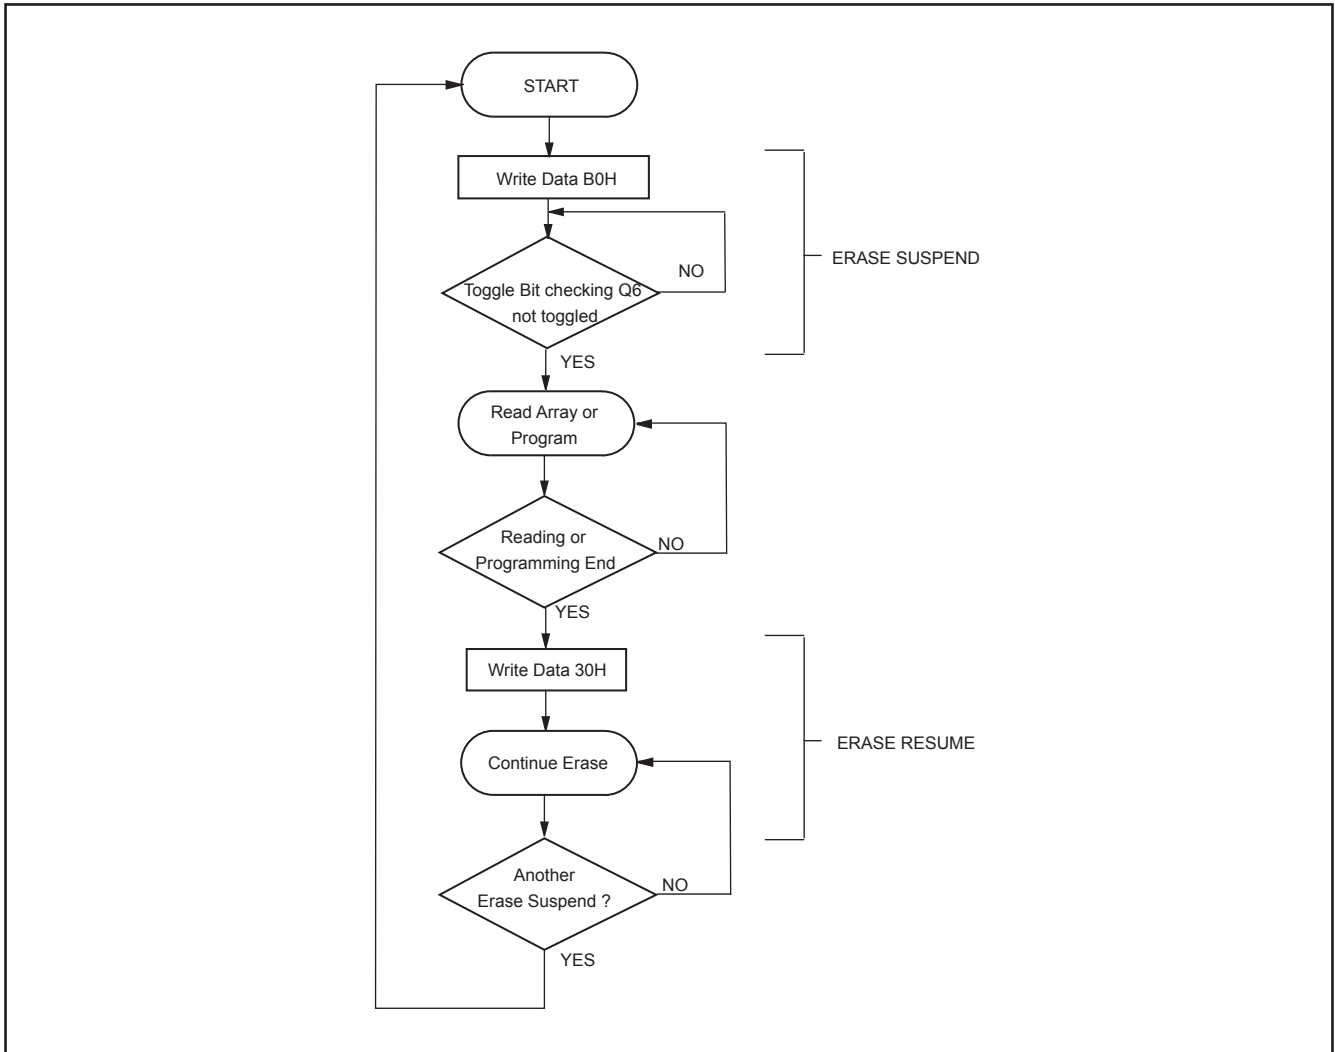 START
Write Data B0H
ERASE SUSPEND
NO
Toggle Bit checking Q6
not toggled
YES
Read Array or
Program
Reading or
Programming End
NO
YES
Write Data 30H
ERASE RESUME
Continue Erase
Another
Erase Suspend ?
NO
YES